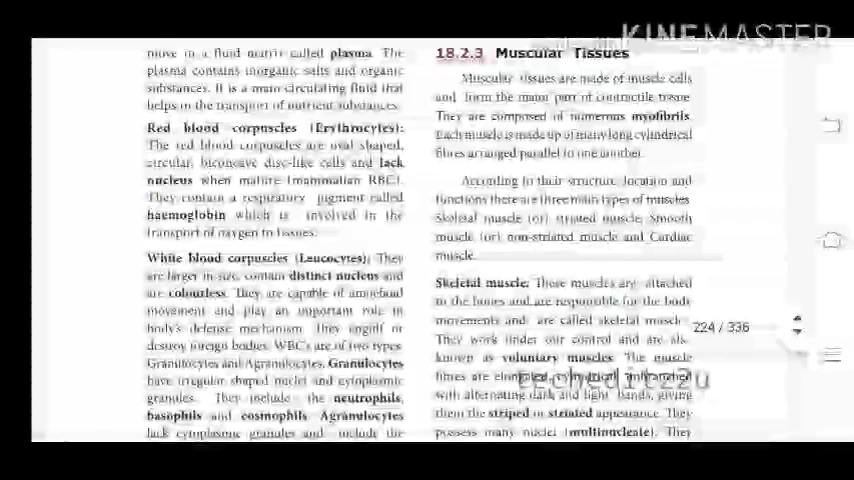 KINEMASTER
move in a fluid matrix called plasma. The
plasma contains inorganic salts and organic
substances. It is a main circulating fluid that
helps in the transport of nutrient substances.
Red blood corpuscles (Erythrocytes):
The red blood corpuscles are oval shaped,
circular, biconcave disc-like cells and lack
nucleus when mature (mammalian RBC).
They contain a respiratory pigment called
haemoglobin which is involved in the
transport of oxygen to tissues.
White blood corpuscles (Leucocytes): They
are larger in size, contain distinct nucleus and
are colourless. They are capable of amoeboid
movement and play an important role in
body's defense mechanism. They engulf or
destroy foreign bodies. WBCs are of two types
Granulocytes and Agranulocytes. Granulocytes
have irregular shaped nuclei and cytoplasmic
granules. They include the neutrophils,
basophils and eosinophils. Agranulocytes
lack cytoplasmic granules and include the
18.2.3 Muscular Tissues
Muscular tissues are made of muscle cells
and form the major part of contractile tissue.
They are composed of numerous myofibrils.
Each muscle is made up of many long cylindrical
fibres arranged parallel to one another.
According to their structure, location and
functions there are three main types of muscles
Skeletal muscle (or) striated muscle, Smooth
muscle (or) non-striated muscle and Cardiac
muscle.
Skeletal muscle: These muscles are attached
to the bones and are responsible for the body
movements and are called skeletal muscle.
They work under our control and are als
known as voluntary muscles. The muscle
fibres are elongated, cylindrical, unbranched
with alternating dark and light bands, giving
them the striped or striated appearance. They
possess many nuclei (multinucleate). They
224 / 336
techeditz2u